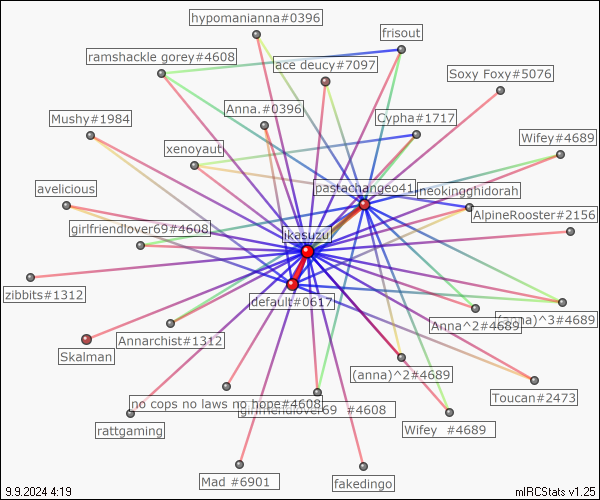 hypomanianna#0396
frisout
ramshackle gorey#4608
ace deucy#7097
Soxy Foxy#5076
Anna.#0396
Cypha#1717
Mushy#1984
Wifey#4689
xenoyaut
avelicious
pastachangeo41
neokingghidorah
AlpineRooster#2156
girlfriendlover69#4608
ikasuzu
zibbits#1312
default#0617
(anna)^3#4689
Anna^2#4689
Annarchist#1312
Skalman
(anna)^2#4689
Toucan#2473
no cops no laws no hope#4608
girlfriendlover69 #4608
rattgaming
Wifey #4689
Mad #6901
fakedingo
9.9.2024 4:19
mIRCStats v1.25